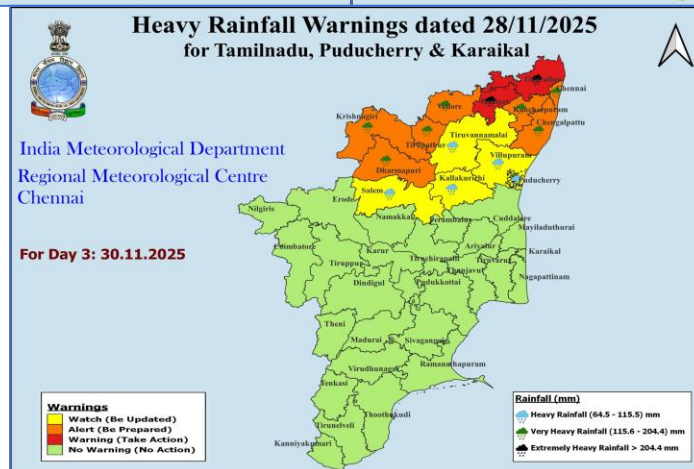 Heavy Rainfall Warnings dated 28/11/2025
for Tamilnadu, Puducherry & Karaikal
India Meteorological Department
Regional Meteorological Centre
Chennai
For Day 3: 30.11.2025
Chennai
Vellore
Kancheepuram
Krishnagiri
Chengalpattu
Tiruvannamalai
Tirupathur
Villupuram
Dharmapuri
Kallakurichi
Puducherry
Salem
Erode
Nilgiris
Namakkal
Perambalur
Cuddalore
Mayiladuthurai
Coimbatore
Karur
Ariyalur
Karaikal
Tiruppur
Tiruchirapalli
Tiruvarur
Thanjavur
Nagapattinam
Dindigul
Pudukkottai
Theni
Madurai
Sivagangai
Virudhunagar
Ramanathapuram
Tenkasi
Thoothukudi
Tirunelveli
Kanniyakumari
Warnings
Watch (Be Updated)
Alert (Be Prepared)
Warning (Take Action)
No Warning (No Action)
Rainfall (mm)
Heavy Rainfall (64.5 - 115.5) mm
Very Heavy Rainfall (115.6 - 204.4) mm
Extremely Heavy Rainfall > 204.4 mm